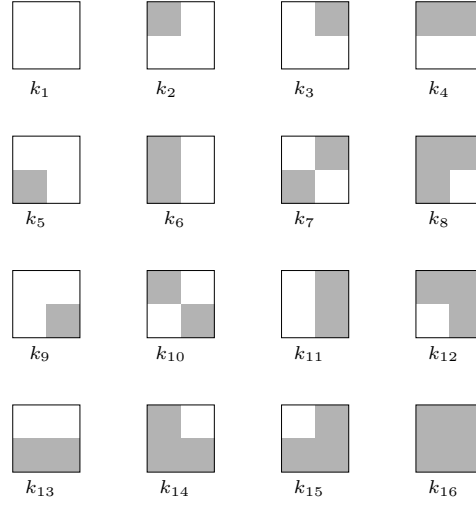 k₁ k₂ k₃ k₄
k₅ k₆ k₇ k₈
k₉ k₁₀ k₁₁ k₁₂
k₁₃ k₁₄ k₁₅ k₁₆